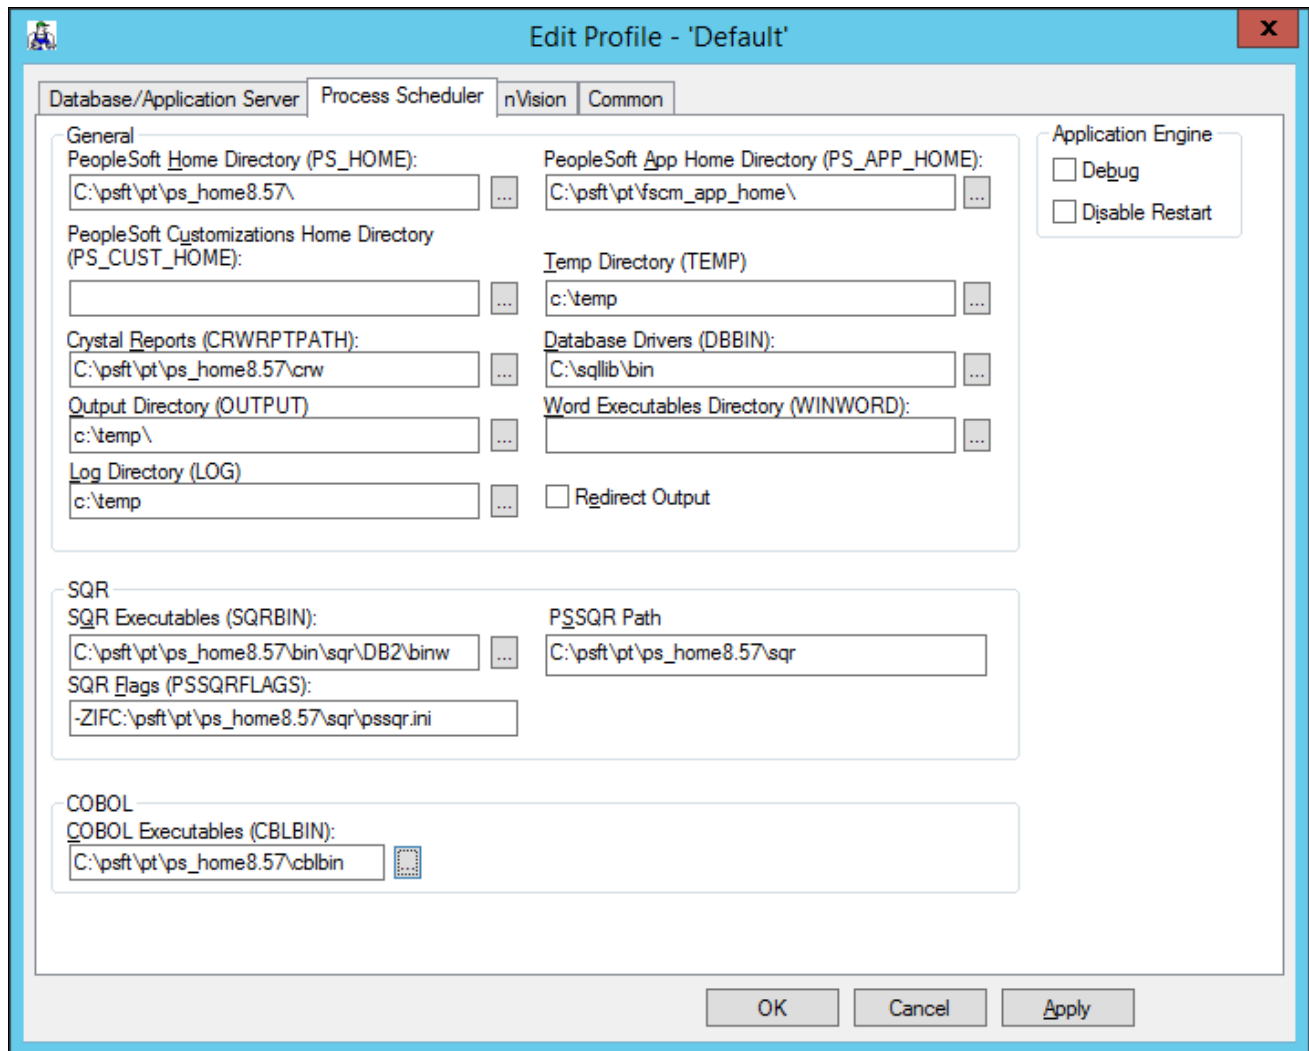 Edit Profile - 'Default'
x
Database/Application Server
Process Scheduler
nVision
Common
General
PeopleSoft Home Directory (PS_HOME):
C:\psft\pt\ps_home8.57\
...
PeopleSoft App Home Directory (PS_APP_HOME):
C:\psft\pt\fscm_app_home\
...
PeopleSoft Customizations Home Directory
(PS_CUST_HOME):
...
Temp Directory (TEMP)
c:\temp
...
Crystal Reports (CRWRPTPATH):
C:\psft\pt\ps_home8.57\crw
...
Database Drivers (DBBIN):
C:\sqllib\bin
...
Output Directory (OUTPUT)
c:\temp\
...
Word Executables Directory (WINWORD):
...
Log Directory (LOG)
c:\temp
...
Redirect Output
Application Engine
Debug
Disable Restart
SQR
SQR Executables (SQRBIN):
C:\psft\pt\ps_home8.57\bin\sqr\DB2\binw
...
PSSQR Path
C:\psft\pt\ps_home8.57\sqr
SQR Flags (PSSQRFLAGS):
-ZIFC:\psft\pt\ps_home8.57\sqr\pssqr.ini
COBOL
COBOL Executables (CBLBIN):
C:\psft\pt\ps_home8.57\cblbin
...
OK
Cancel
Apply